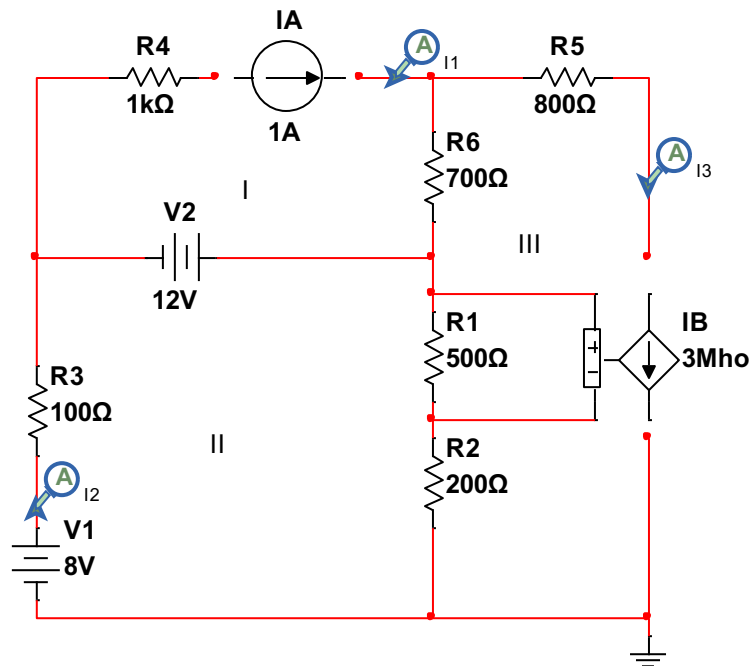 IA
R4
1kΩ
1A
A
I1
R5
800Ω
R6
700Ω
A
I3
I
V2
12V
III
R1
500Ω
+
−
IB
3Mho
R3
100Ω
II
R2
200Ω
A
I2
V1
8V